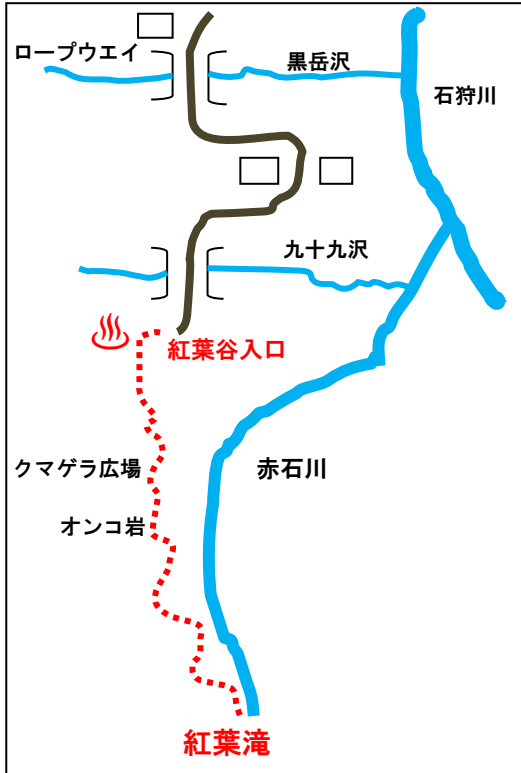 ロープウエイ
黒岳沢
石狩川
九十九沢
紅葉谷入口
クマゲラ広場
赤石川
オンコ岩
紅葉滝